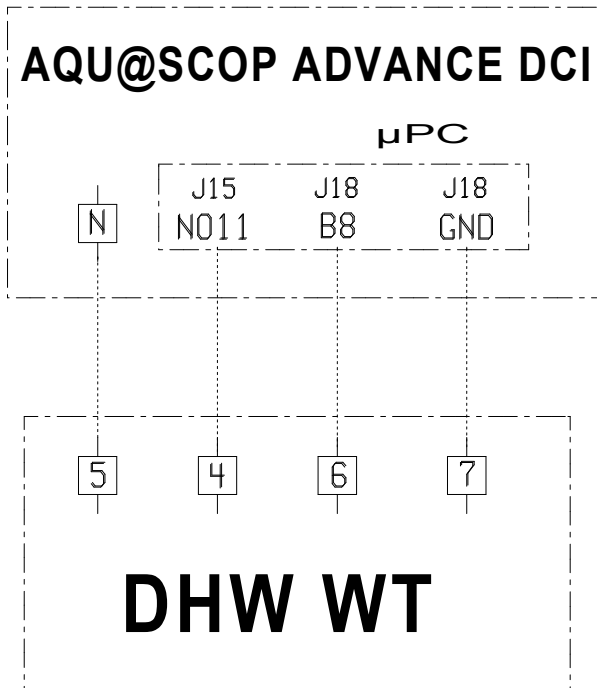 AQU@SCOP ADVANCE DCI
µPC
J15 J18 J18
N NO11 B8 GND
5 4 6 7
DHW WT